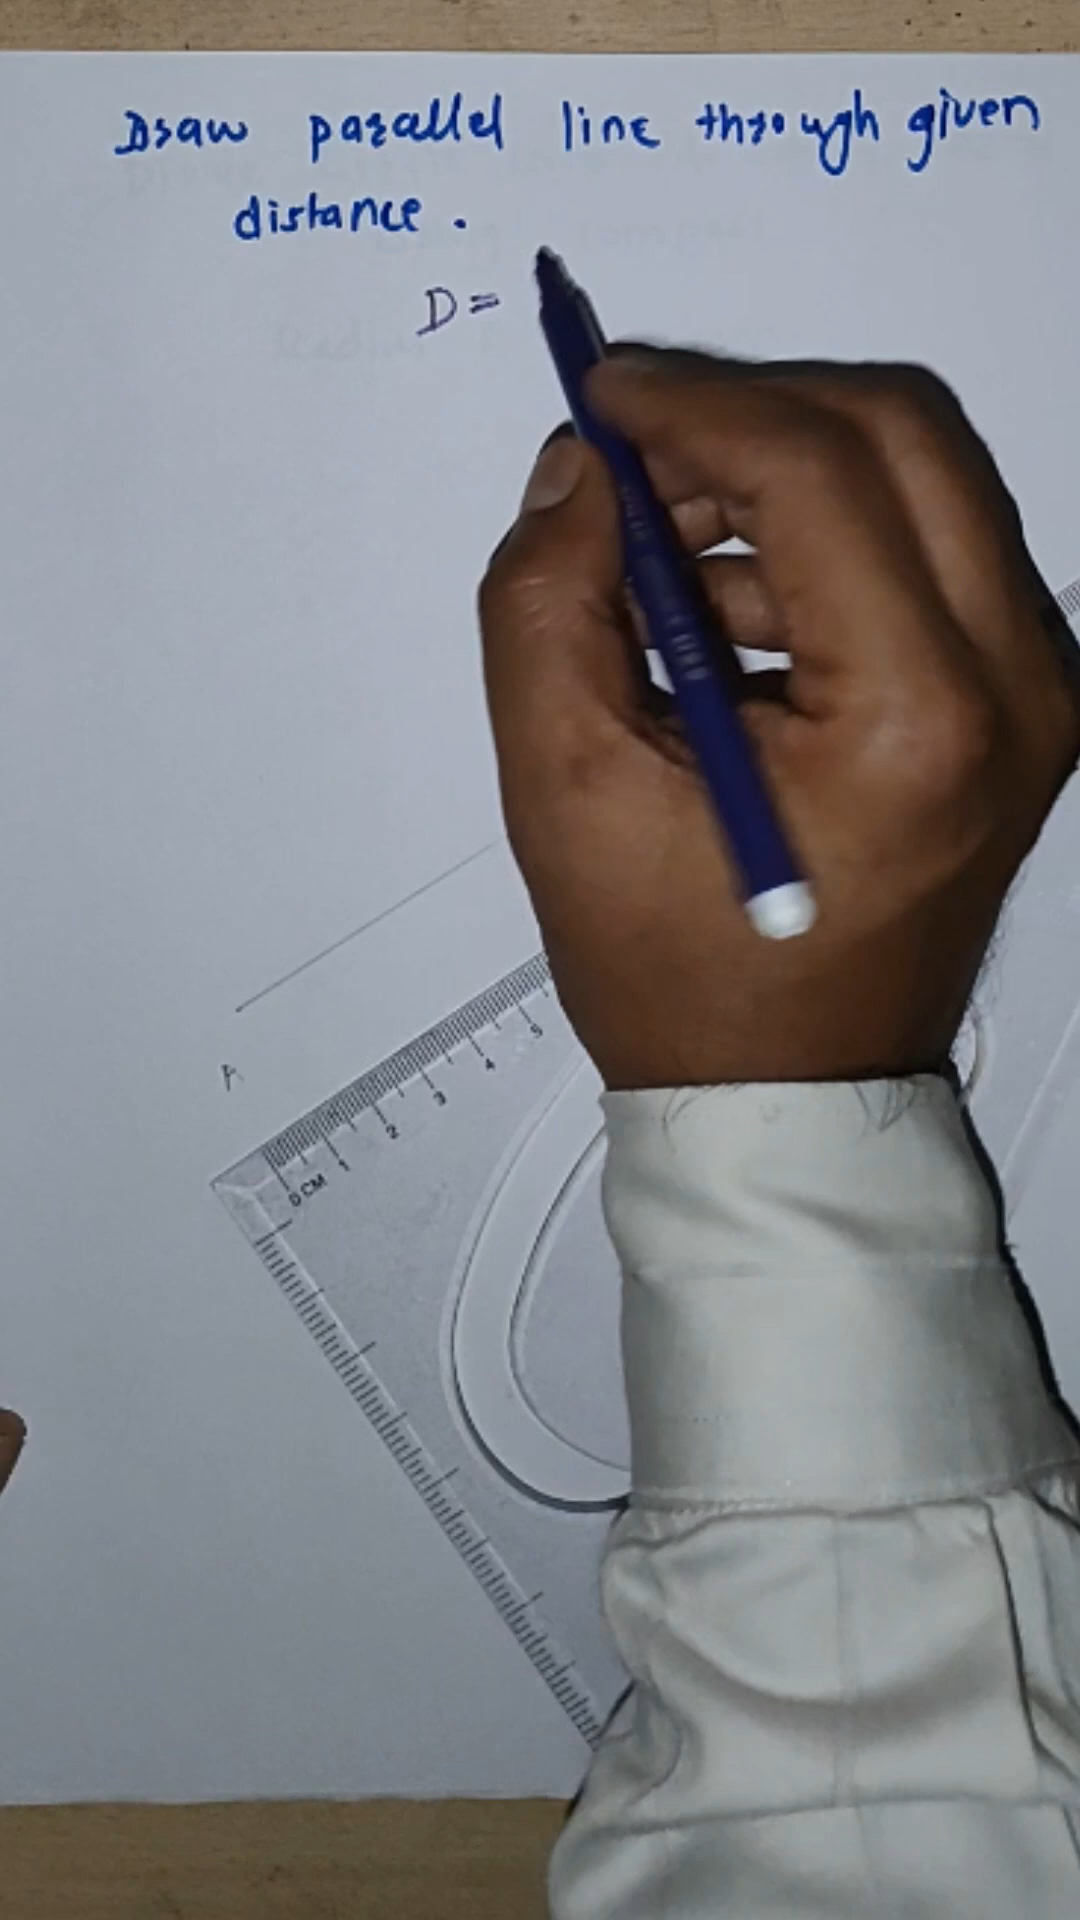 Draw parallel line through given
distance.
D =
A
0 CM 1 2 3 4 5